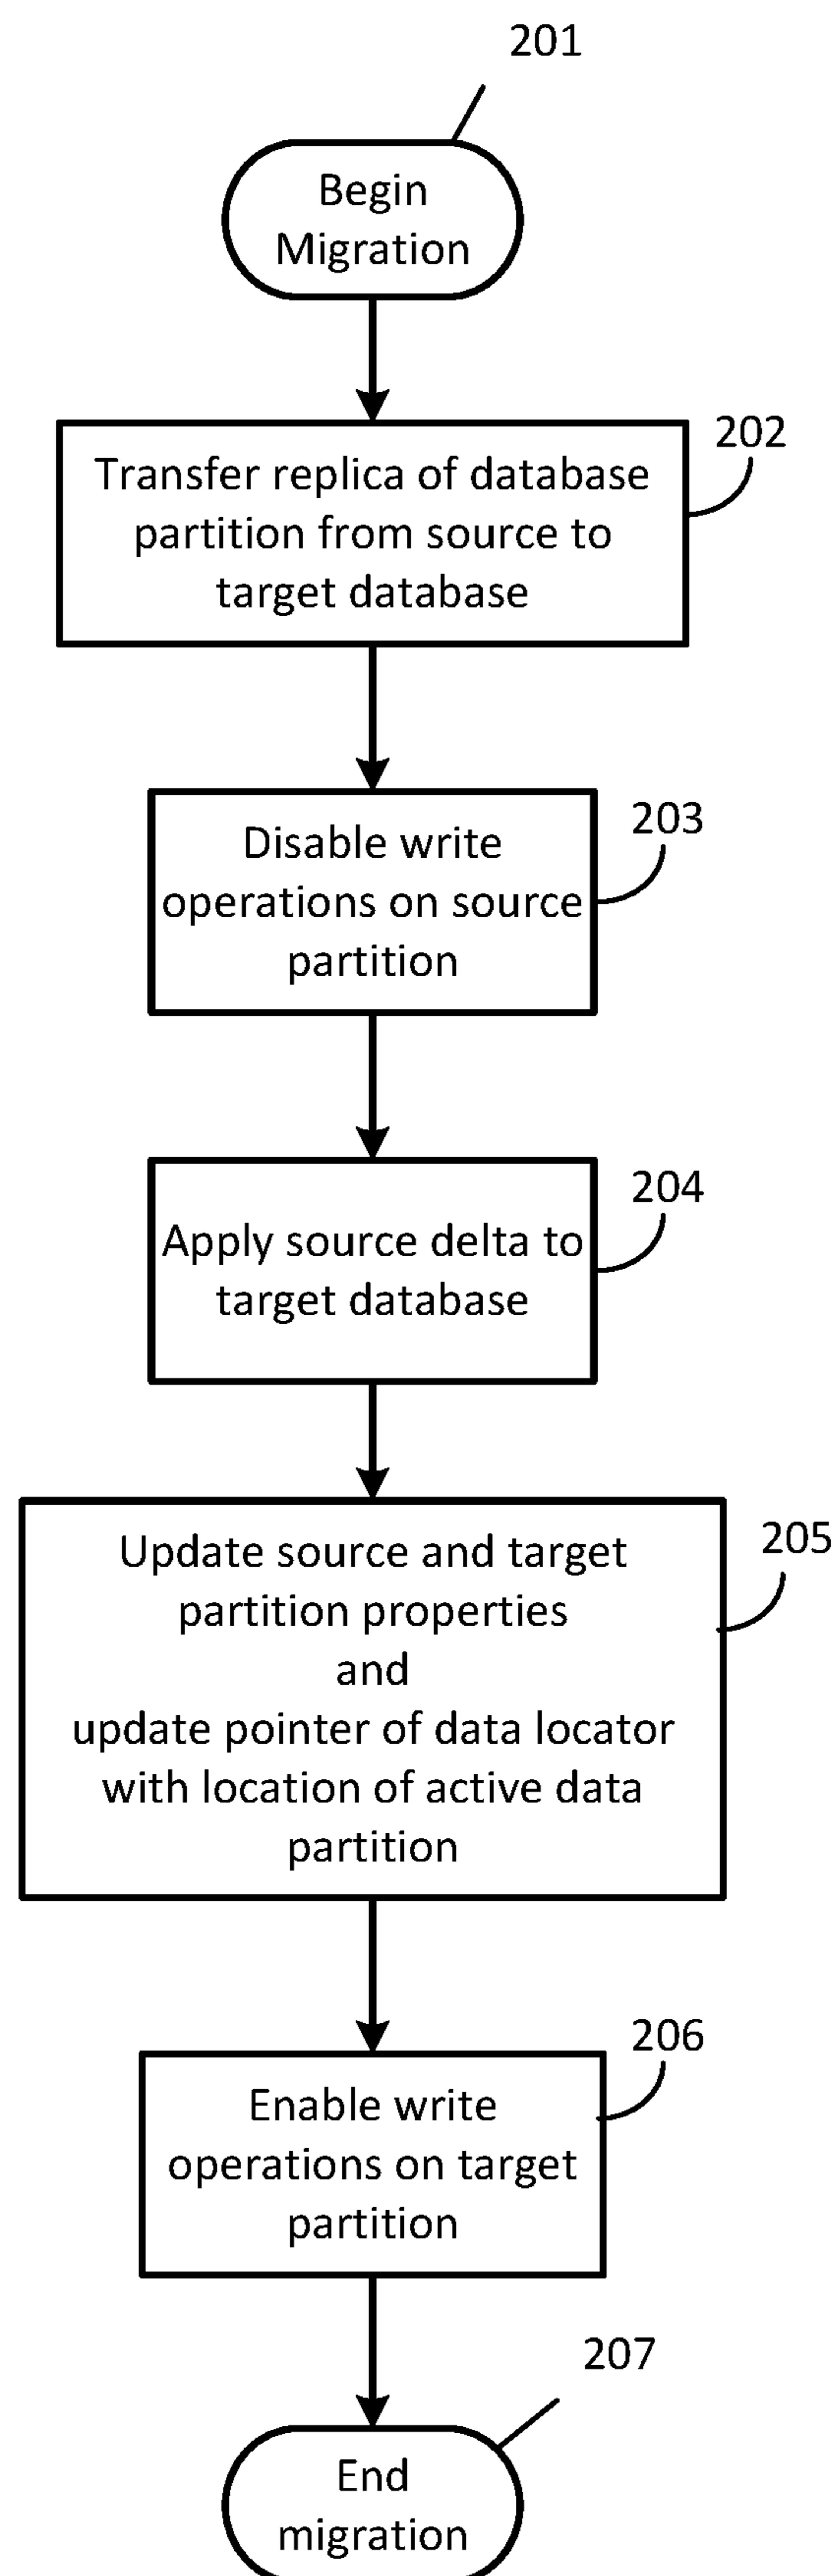 201
Begin
Migration
202
Transfer replica of database
partition from source to
target database
203
Disable write
operations on source
partition
204
Apply source delta to
target database
205
Update source and target
partition properties
and
update pointer of data locator
with location of active data
partition
206
Enable write
operations on target
partition
207
End
migration